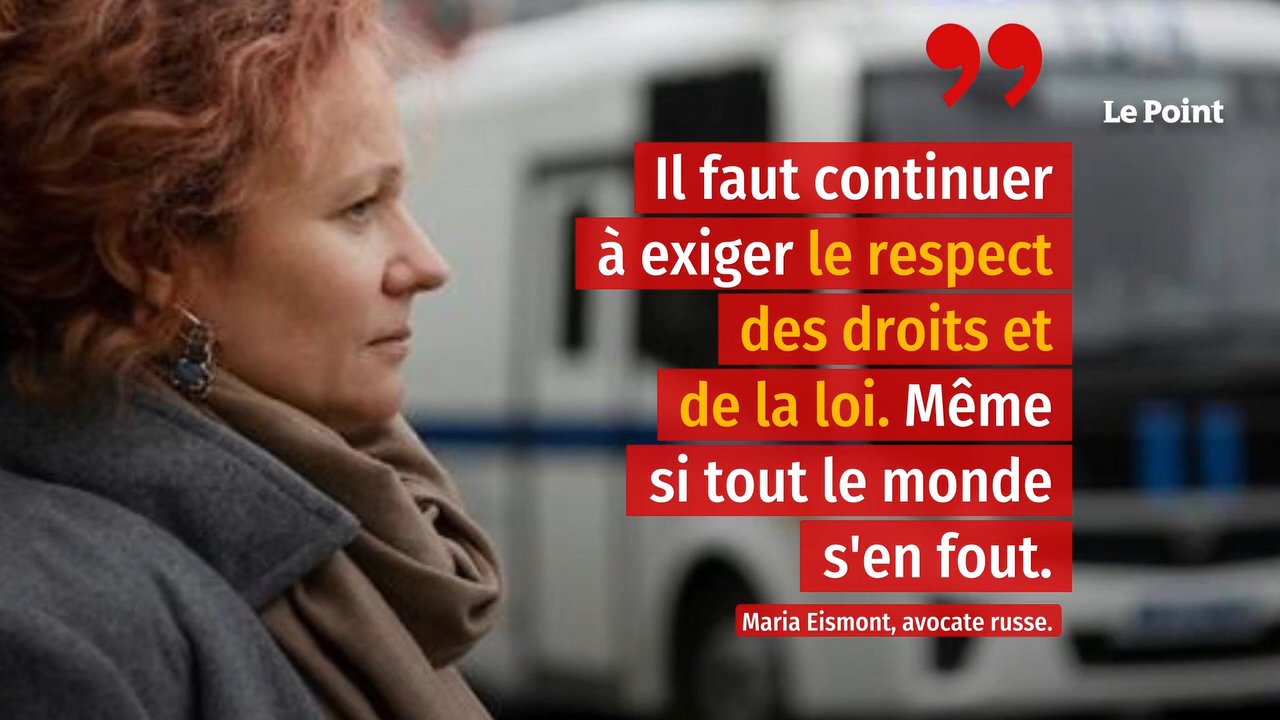 Le Point
Il faut continuer
à exiger le respect
des droits et
de la loi. Même
si tout le monde
s'en fout.
Maria Eismont, avocate russe.